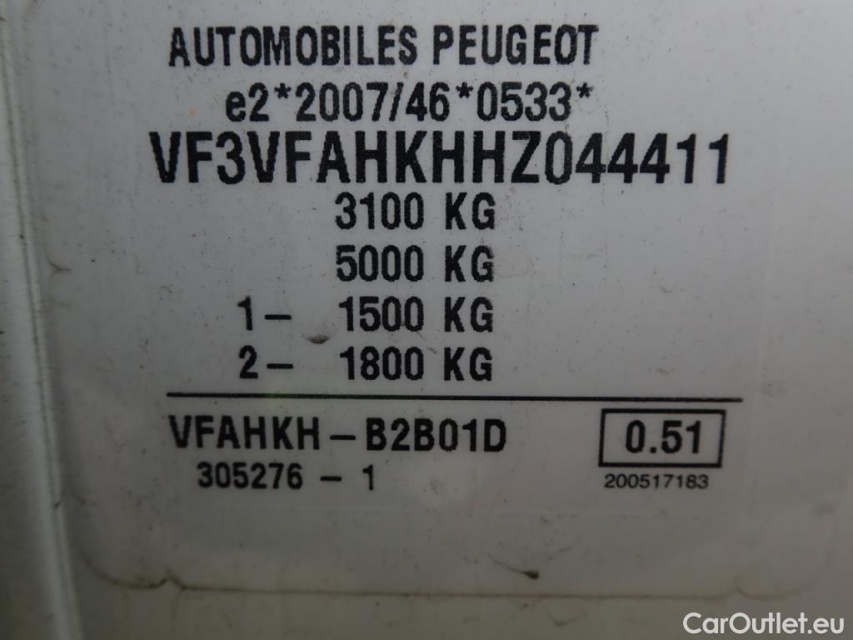 AUTOMOBILES PEUGEOT
e2*2007/46*0533*
VF3VFAHKHHZ044411
3100 KG
5000 KG
1- 1500 KG
2- 1800 KG
VFAHKH-B2B01D 0.51
305276 - 1 200517183
CarOutlet.eu